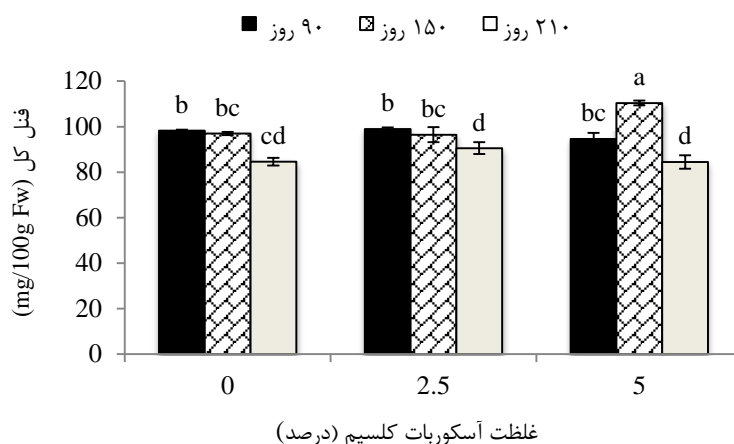 ۹۰ روز ۱۵۰ روز ۲۱۰ روز
فنل کل
(mg/100g Fw)
120
100
80
60
40
20
0
b bc cd
b bc d
bc a d
0 2.5 5
غلظت آسکوربات کلسیم (درصد)